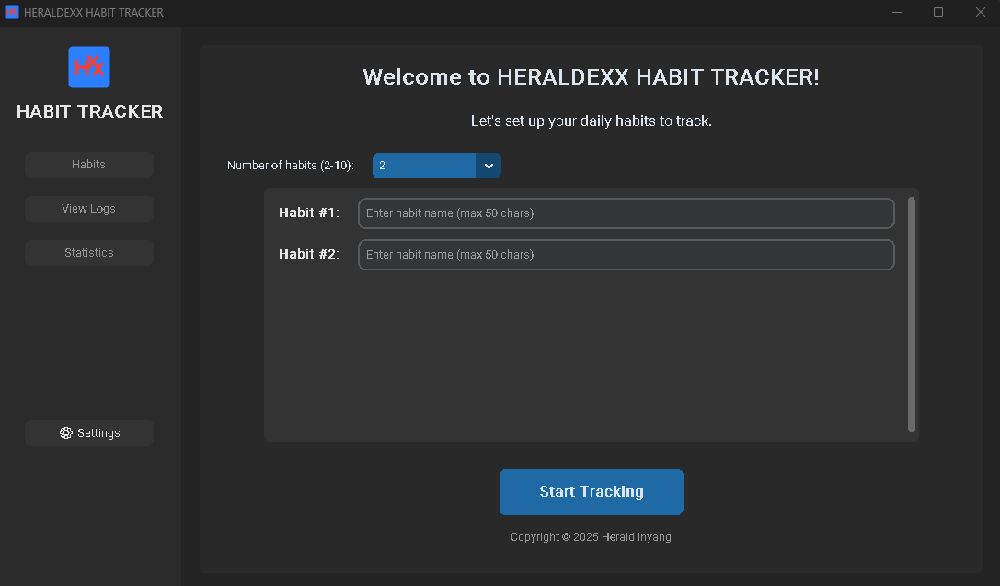 HERALDEXX HABIT TRACKER
HXX
HABIT TRACKER
Habits
View Logs
Statistics
Settings
Welcome to HERALDEXX HABIT TRACKER!
Let's set up your daily habits to track.
Number of habits (2-10): 2
Habit #1: Enter habit name (max 50 chars)
Habit #2: Enter habit name (max 50 chars)
Start Tracking
Copyright © 2025 Herald Inyang